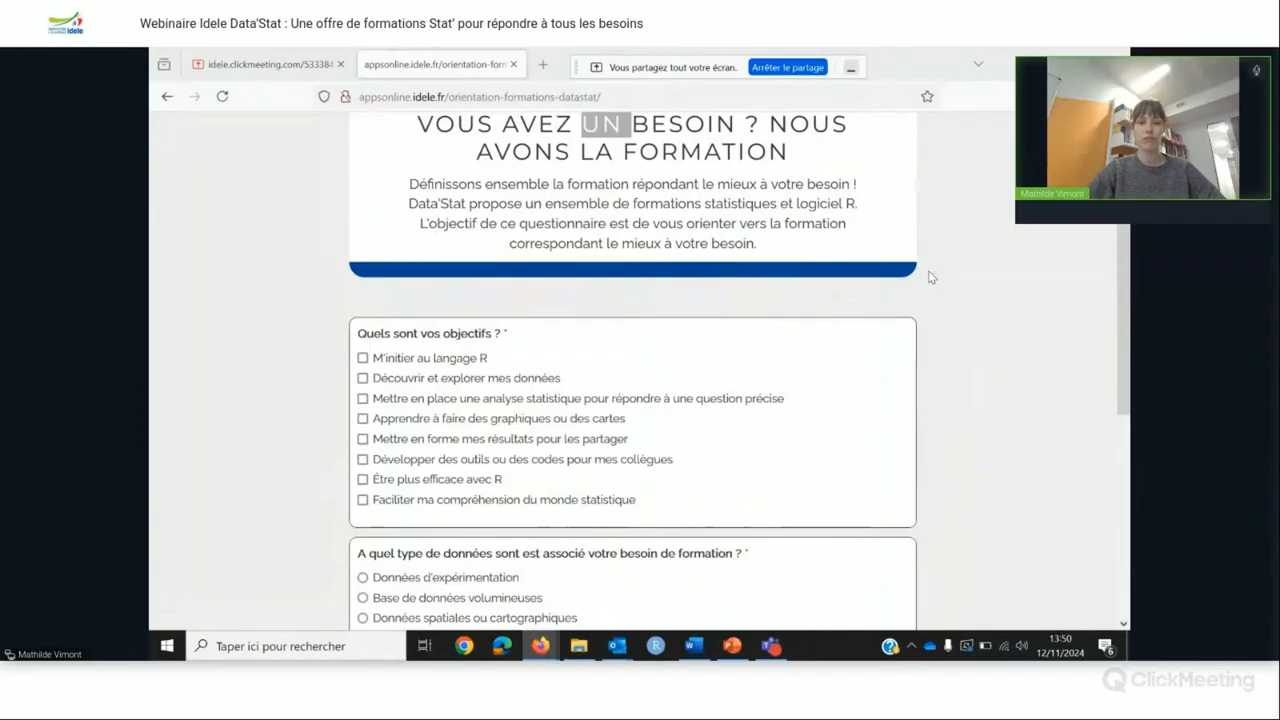 Webinaire Idele Data'Stat : Une offre de formations Stat' pour répondre à tous les besoins
idele
idele.clickmeeting.com/53338
appsonline.idele.fr/orientation-form
Vous partagez tout votre écran.
Arrêter le partage
appsonline.idele.fr/orientation-formations-datastat/
VOUS AVEZ UN BESOIN ? NOUS
AVONS LA FORMATION
Définissons ensemble la formation répondant le mieux à votre besoin !
Data'Stat propose un ensemble de formations statistiques et logiciel R.
L'objectif de ce questionnaire est de vous orienter vers la formation
correspondant le mieux à votre besoin.
Mathilde Vimont
Quels sont vos objectifs ? *
M'initier au langage R
Découvrir et explorer mes données
Mettre en place une analyse statistique pour répondre à une question précise
Apprendre à faire des graphiques ou des cartes
Mettre en forme mes résultats pour les partager
Développer des outils ou des codes pour mes collègues
Être plus efficace avec R
Faciliter ma compréhension du monde statistique
A quel type de données sont est associé votre besoin de formation ? *
Données d'expérimentation
Base de données volumineuses
Données spatiales ou cartographiques
Taper ici pour rechercher
13:50
12/11/2024
6
Mathilde Vimont
ClickMeeting